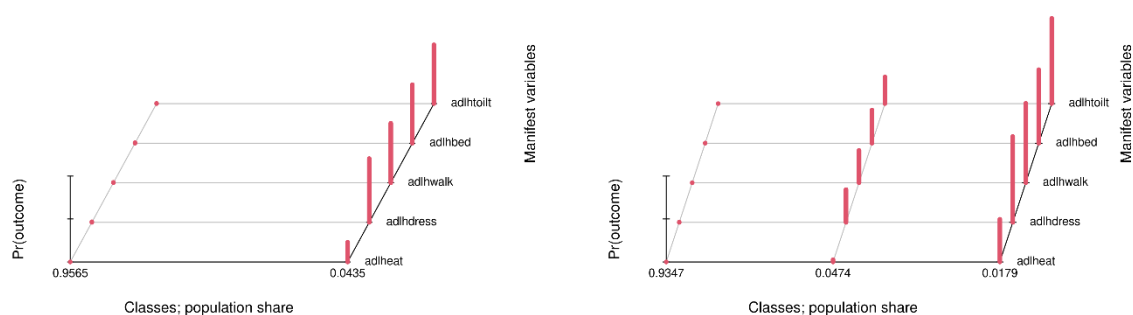 Manifest variables
adlhtoilt
adlhbed
adlhwalk
adlhdress
adlheat
Pr(outcome)
0.9565
0.0435
Classes; population share
Manifest variables
adlhtoilt
adlhbed
adlhwalk
adlhdress
adlheat
Pr(outcome)
0.9347
0.0474
0.0179
Classes; population share